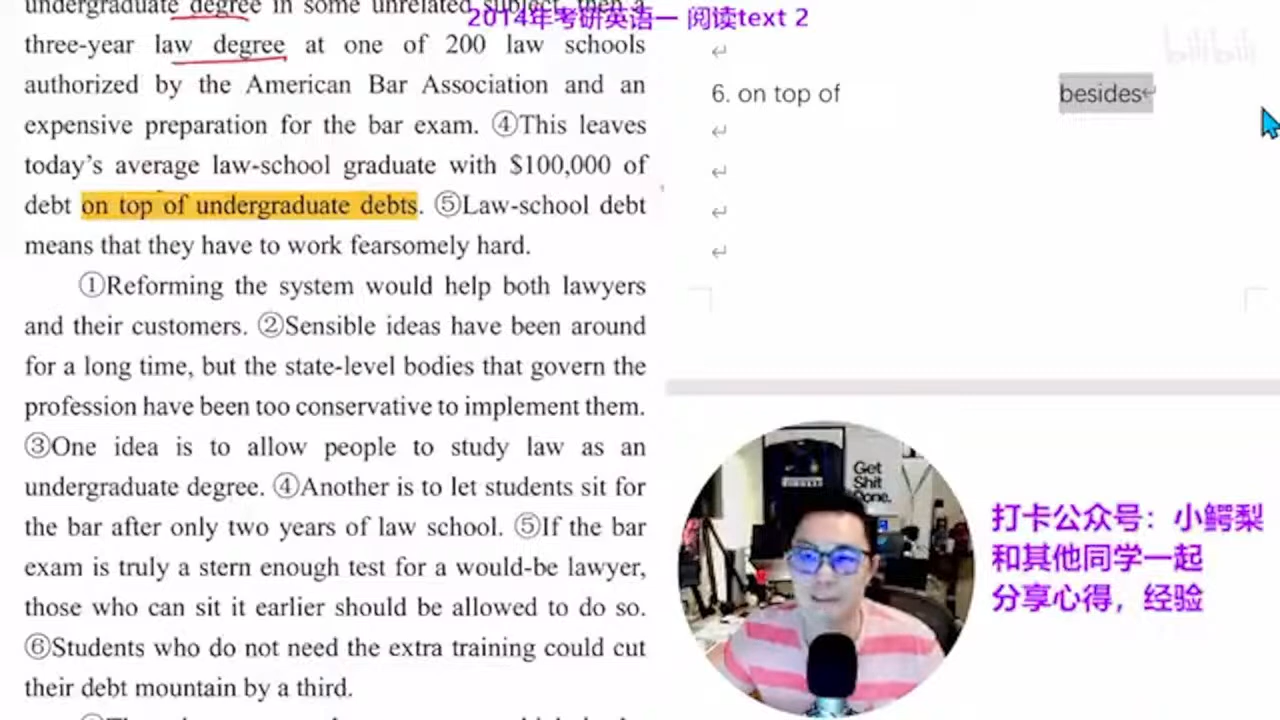 undergraduate degree in some unrelated subject, then a
2014年考研英语一 阅读text 2
three-year law degree at one of 200 law schools
authorized by the American Bar Association and an
expensive preparation for the bar exam. ④This leaves
today's average law-school graduate with $100,000 of
debt on top of undergraduate debts. ⑤Law-school debt
means that they have to work fearsomely hard.
①Reforming the system would help both lawyers
and their customers. ②Sensible ideas have been around
for a long time, but the state-level bodies that govern the
profession have been too conservative to implement them.
③One idea is to allow people to study law as an
undergraduate degree. ④Another is to let students sit for
the bar after only two years of law school. ⑤If the bar
exam is truly a stern enough test for a would-be lawyer,
those who can sit it earlier should be allowed to do so.
⑥Students who do not need the extra training could cut
their debt mountain by a third.
bilibili
6. on top of besides
Get
Shit
Done.
打卡公众号：小鳄梨
和其他同学一起
分享心得，经验